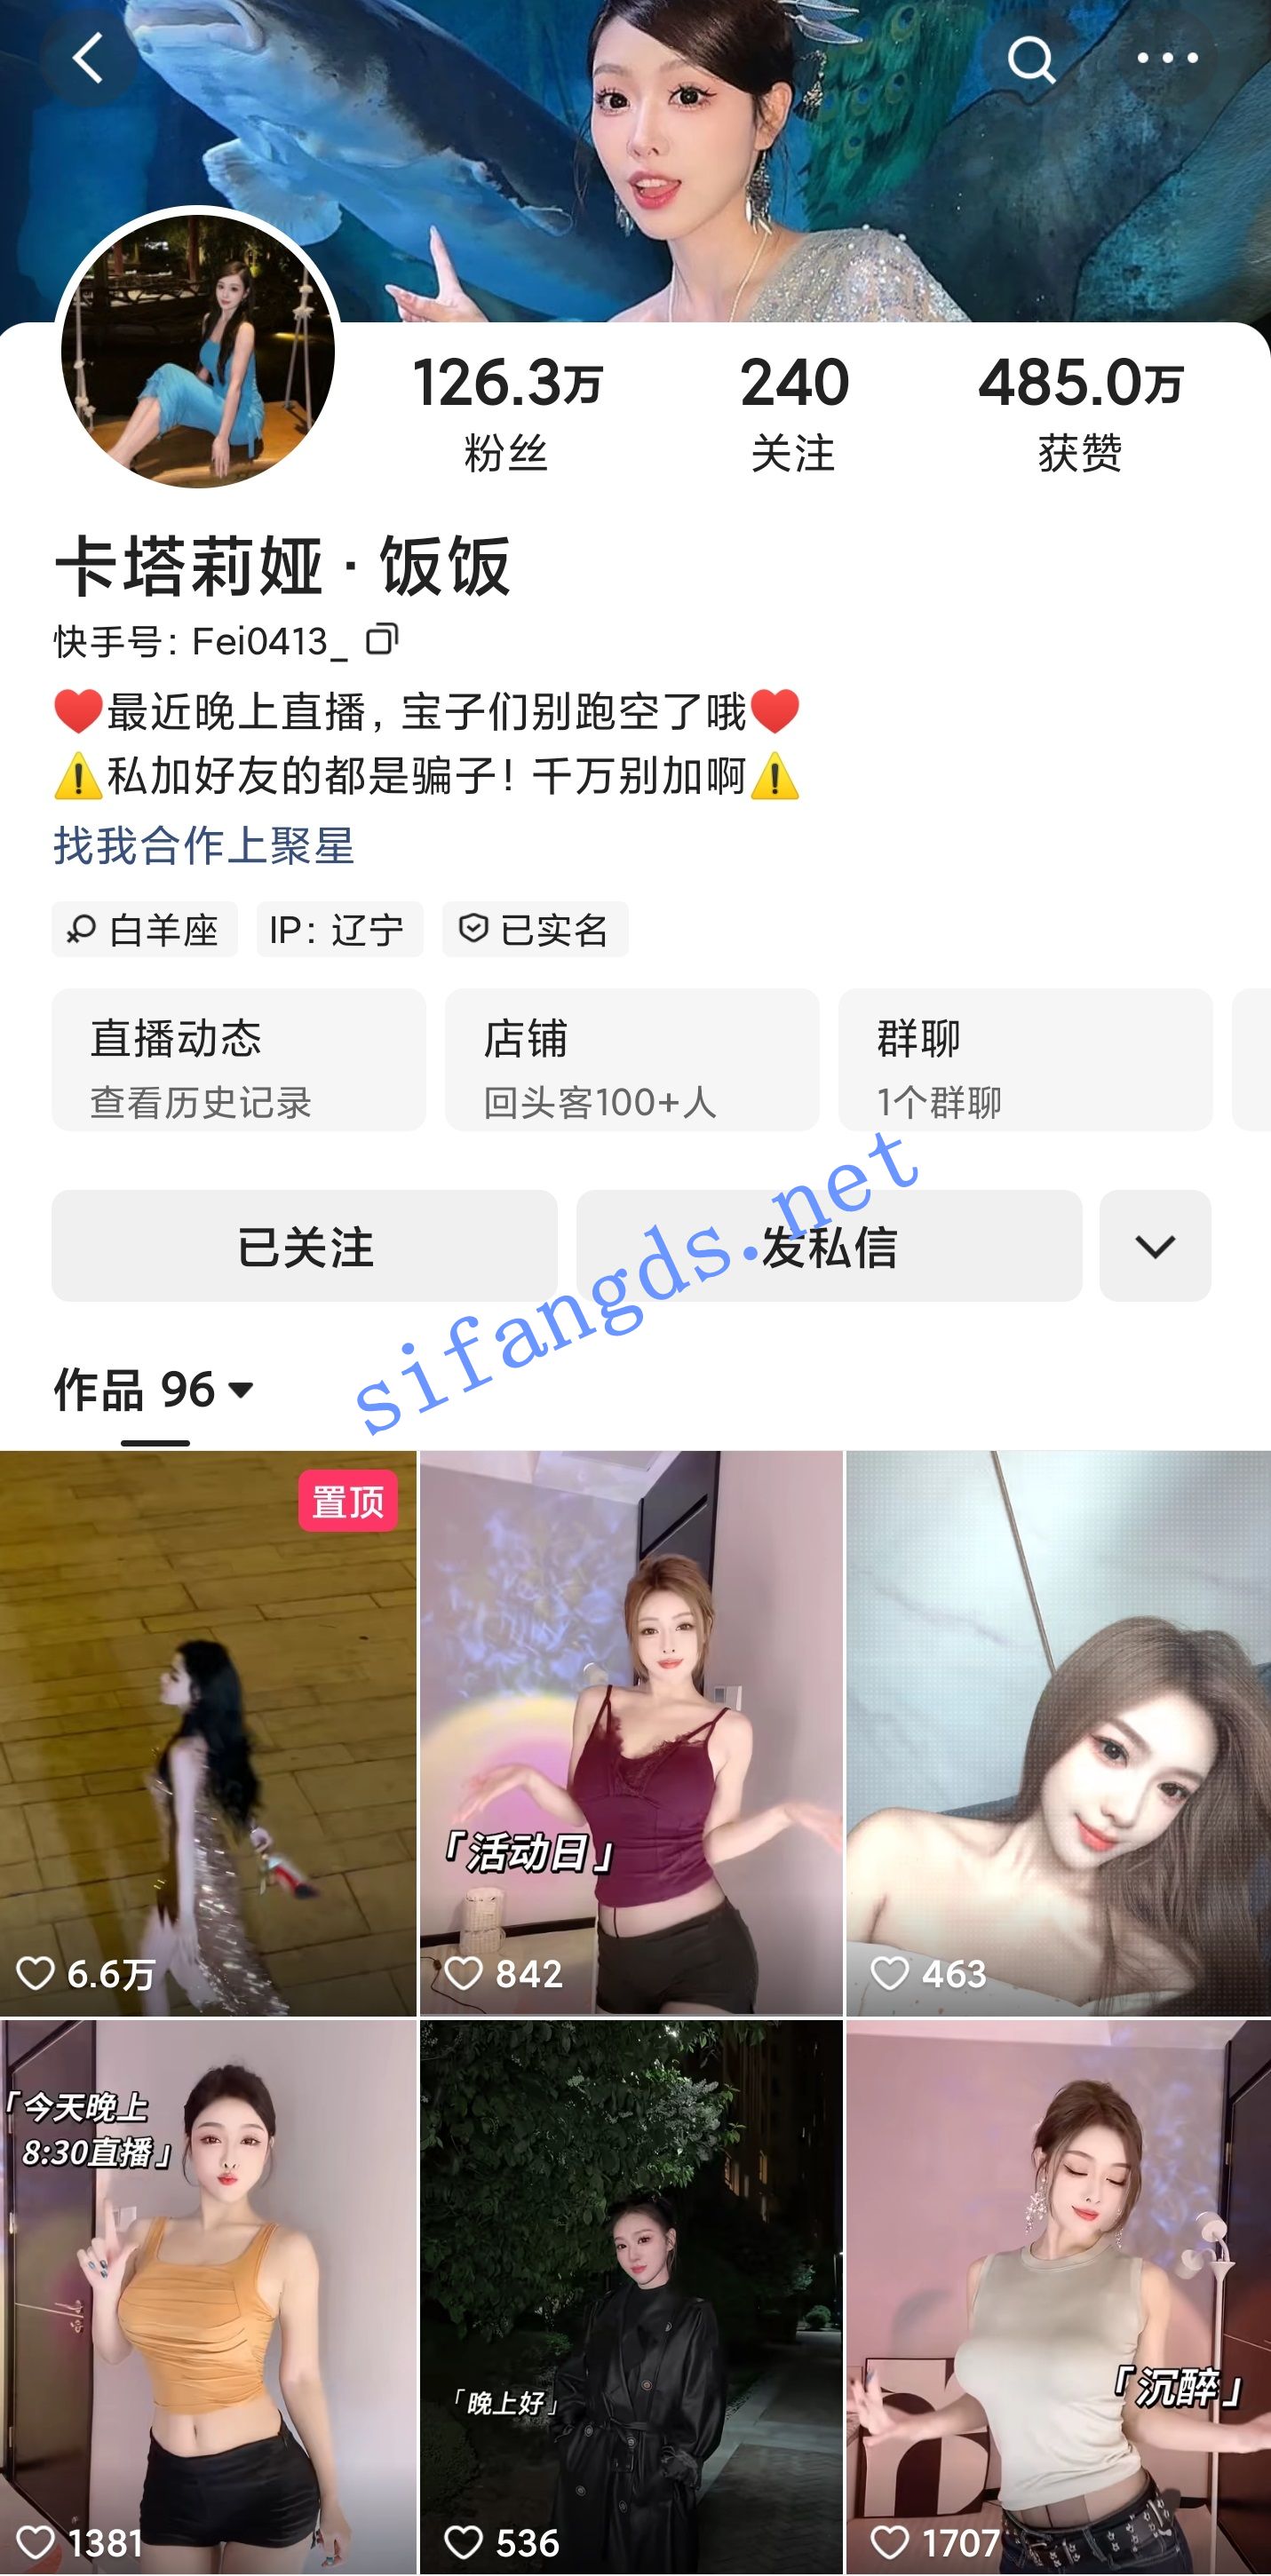 126.3万
粉丝
240
关注
485.0万
获赞
卡塔莉娅 · 饭饭
快手号: Fei0413_
❤️最近晚上直播, 宝子们别跑空了哦❤️
⚠️私加好友的都是骗子! 千万别加啊⚠️
找我合作上聚星
白羊座
IP: 辽宁
已实名
直播动态
查看历史记录
店铺
回头客100+人
群聊
1个群聊
已关注
发私信
sifangds.net
作品 96
置顶
6.6万
「活动日」
842
463
「今天晚上
8:30直播」
1381
「晚上好」
536
「沉醉」
1707